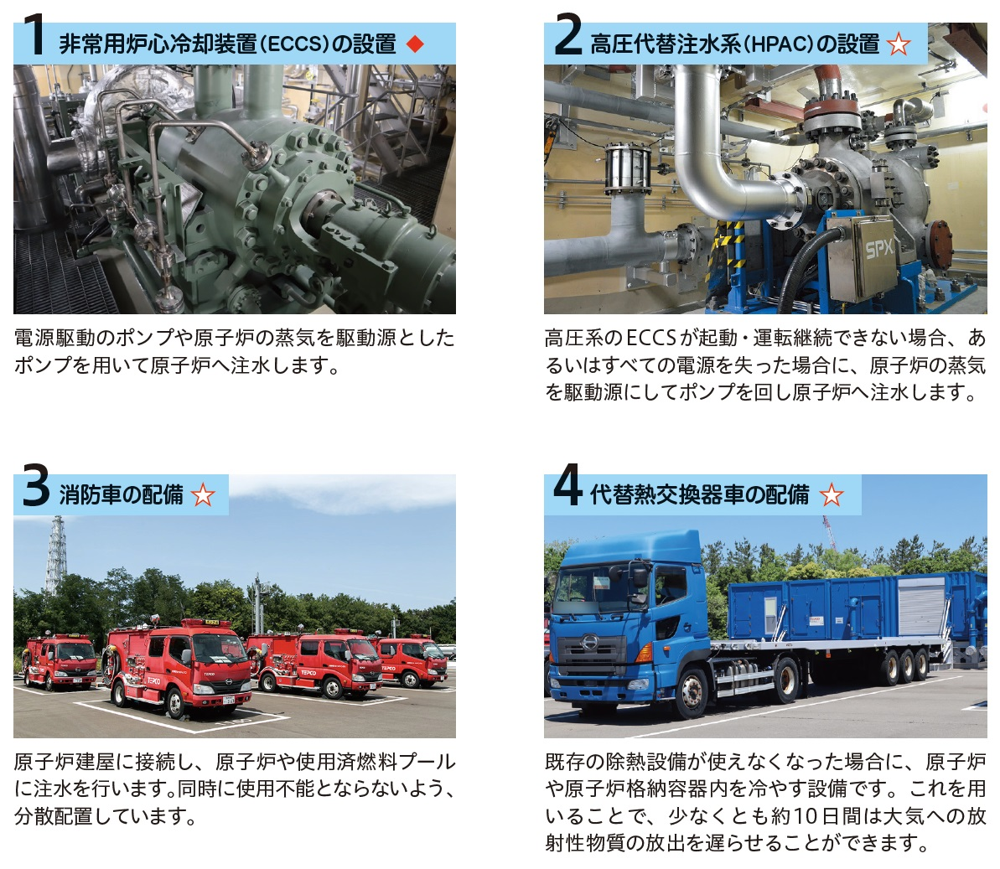 1 非常用炉心冷却装置(ECCS)の設置 ◆
電源駆動のポンプや原子炉の蒸気を駆動源とした
ポンプを用いて原子炉へ注水します。
2 高圧代替注水系(HPAC)の設置 ☆
SPX
高圧系のECCSが起動・運転継続できない場合、あ
るいはすべての電源を失った場合に、原子炉の蒸気
を駆動源にしてポンプを回し原子炉へ注水します。
3 消防車の配備 ☆
TEPCO
TEPCO
TEPCO
原子炉建屋に接続し、原子炉や使用済燃料プール
に注水を行います。同時に使用不能とならないよう、
分散配置しています。
4 代替熱交換器車の配備 ☆
既存の除熱設備が使えなくなった場合に、原子炉
や原子炉格納容器内を冷やす設備です。これを用
いることで、少なくとも約10日間は大気への放
射性物質の放出を遅らせることができます。